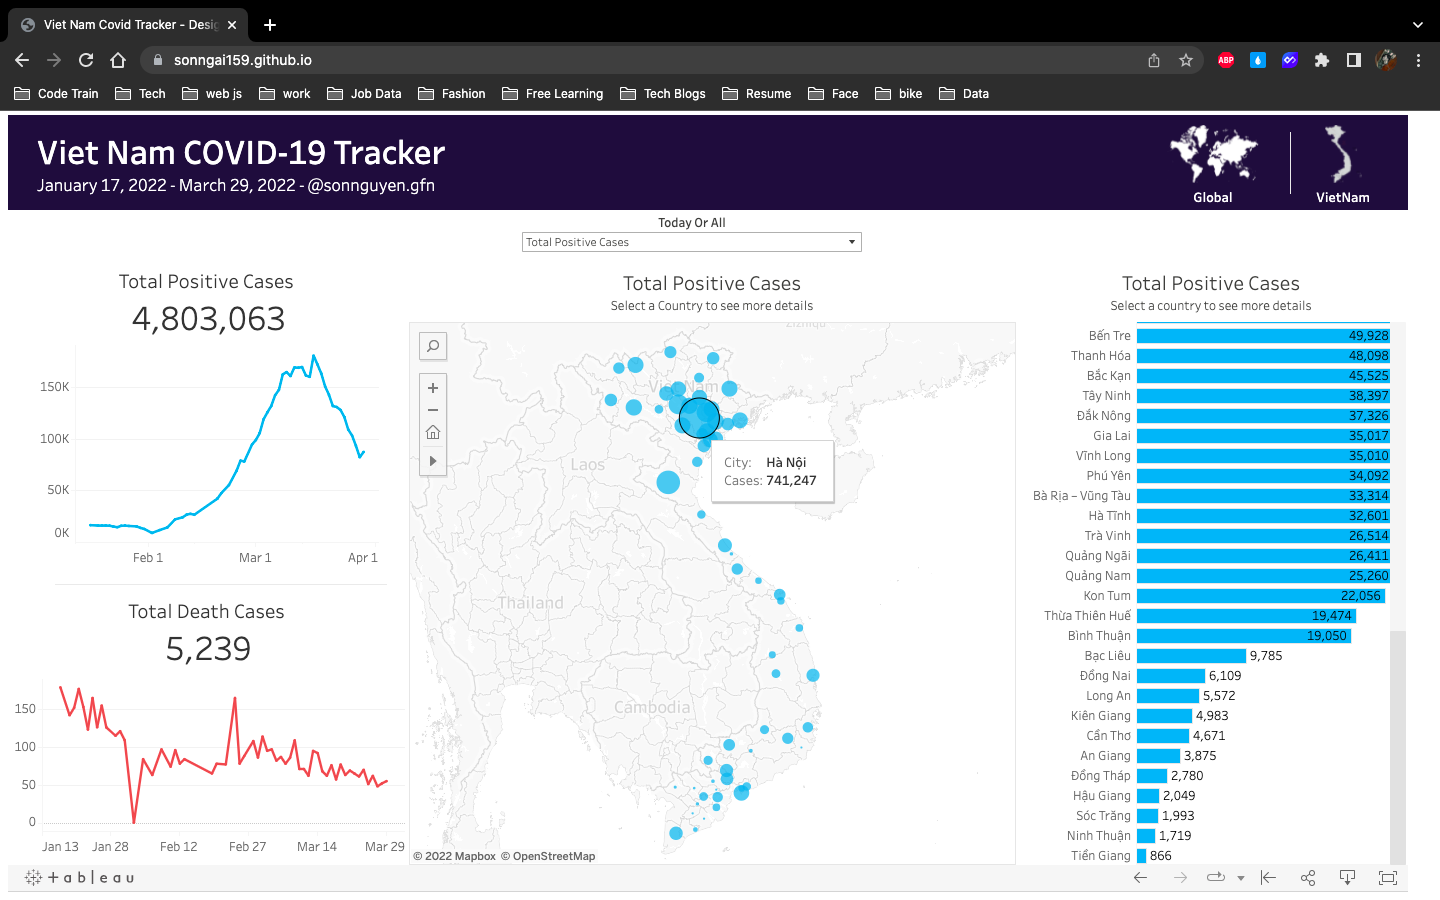 Viet Nam Covid Tracker - Desig
sonngai159.github.io
ABP
Code Train
Tech
web js
work
Job Data
Fashion
Free Learning
Tech Blogs
Resume
Face
bike
Data
Viet Nam COVID-19 Tracker
January 17, 2022 - March 29, 2022 - @sonnguyen.gfn
Global
VietNam
Today Or All
Total Positive Cases
Total Positive Cases
4,803,063
150K
100K
50K
0K
Feb 1
Mar 1
Apr 1
Total Death Cases
5,239
150
100
50
0
Jan 13
Jan 28
Feb 12
Feb 27
Mar 14
Mar 29
Total Positive Cases
Select a Country to see more details
Viet Nam
Laos
Thailand
Cambodia
City: Hà Nội
Cases: 741,247
© 2022 Mapbox © OpenStreetMap
Total Positive Cases
Select a country to see more details
Bến Tre 49,928
Thanh Hóa 48,098
Bắc Kạn 45,525
Tây Ninh 38,397
Đắk Nông 37,326
Gia Lai 35,017
Vĩnh Long 35,010
Phú Yên 34,092
Bà Rịa – Vũng Tàu 33,314
Hà Tĩnh 32,601
Trà Vinh 26,514
Quảng Ngãi 26,411
Quảng Nam 25,260
Kon Tum 22,056
Thừa Thiên Huế 19,474
Bình Thuận 19,050
Bạc Liêu 9,785
Đồng Nai 6,109
Long An 5,572
Kiên Giang 4,983
Cần Thơ 4,671
An Giang 3,875
Đồng Tháp 2,780
Hậu Giang 2,049
Sóc Trăng 1,993
Ninh Thuận 1,719
Tiền Giang 866
+ableau